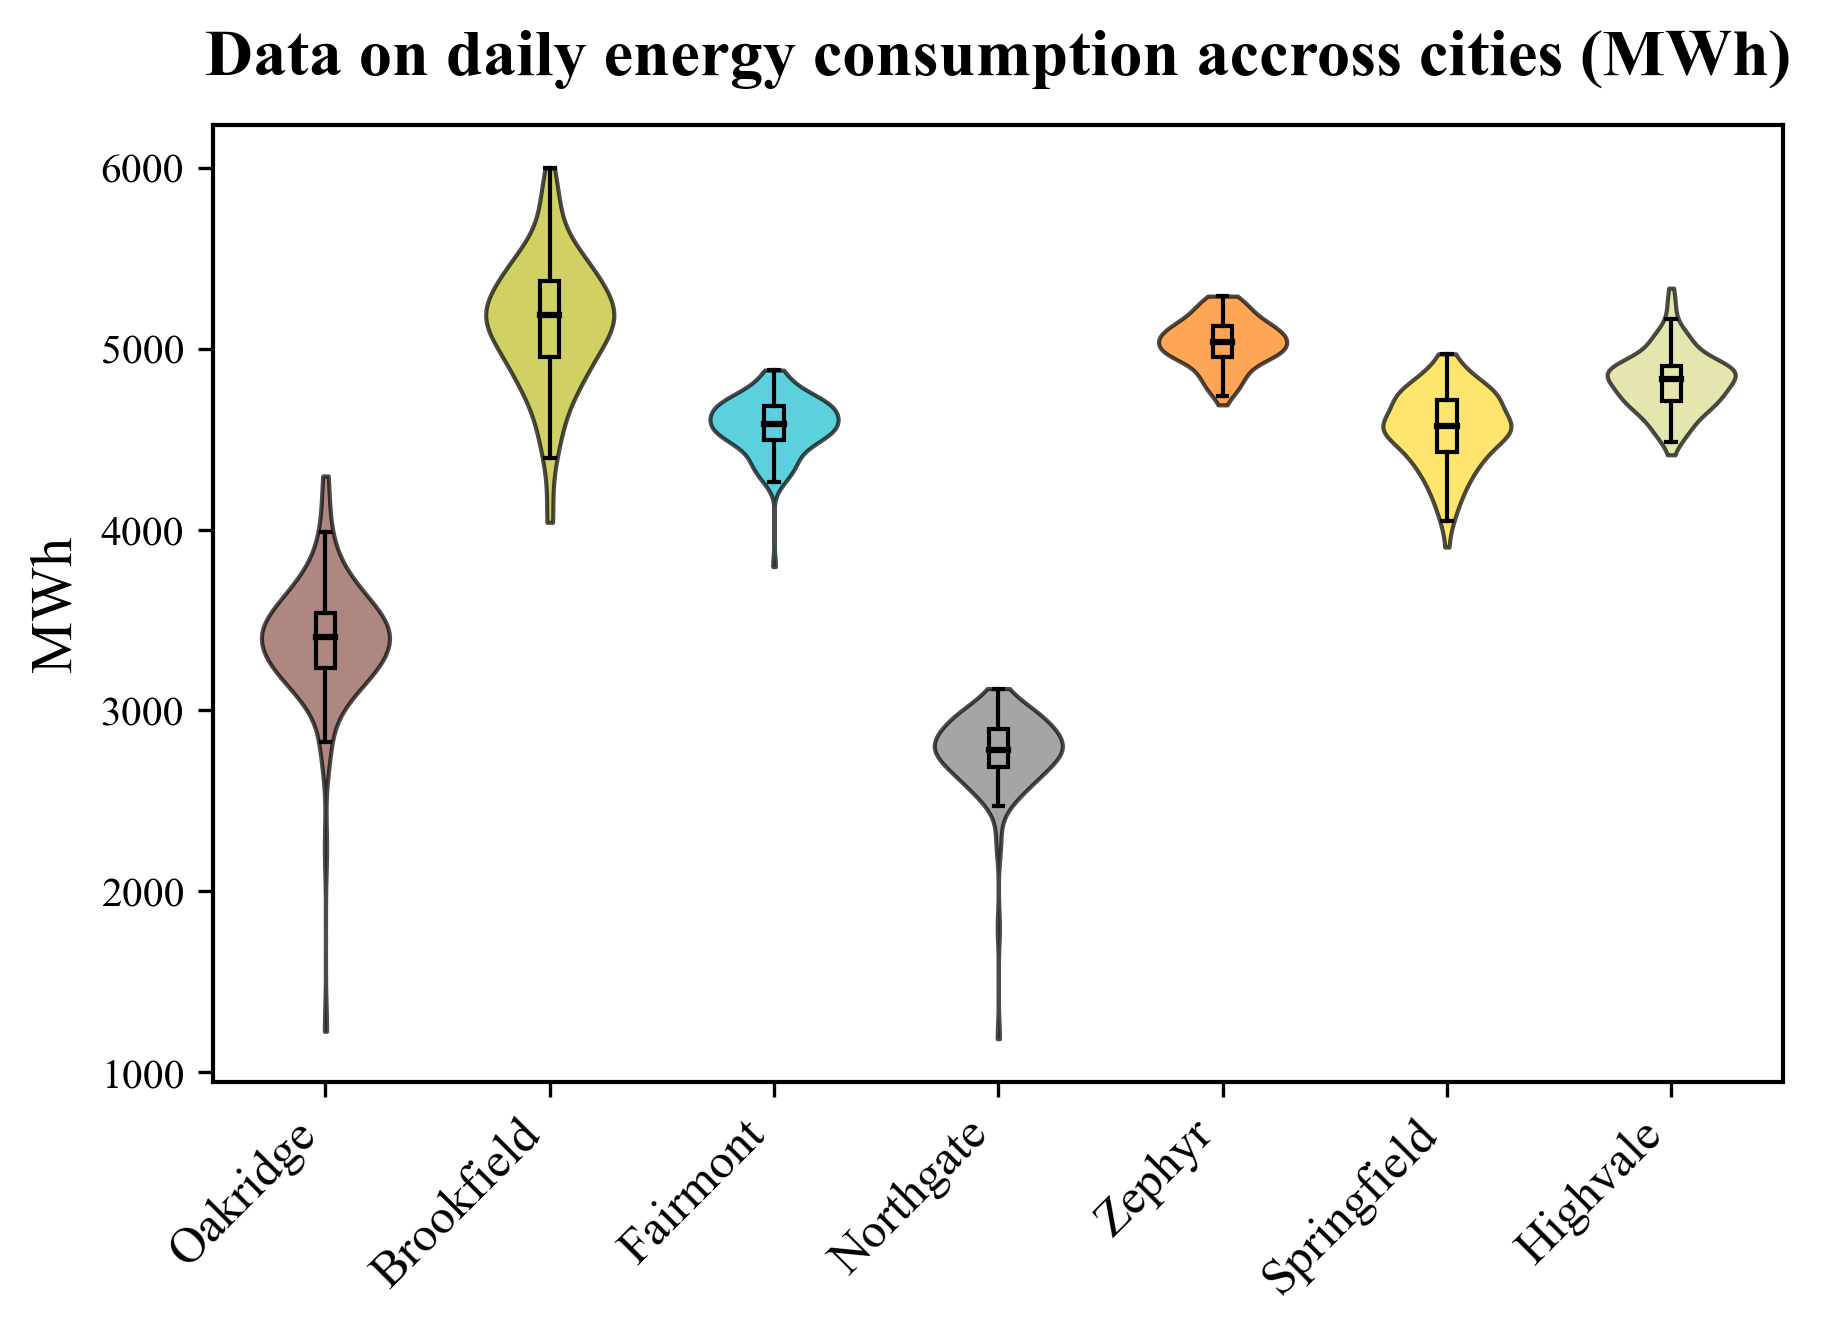 Data on daily energy consumption accross cities (MWh)
MWh
6000
5000
4000
3000
2000
1000
Oakridge
Brookfield
Fairmont
Northgate
Zephyr
Springfield
Highvale